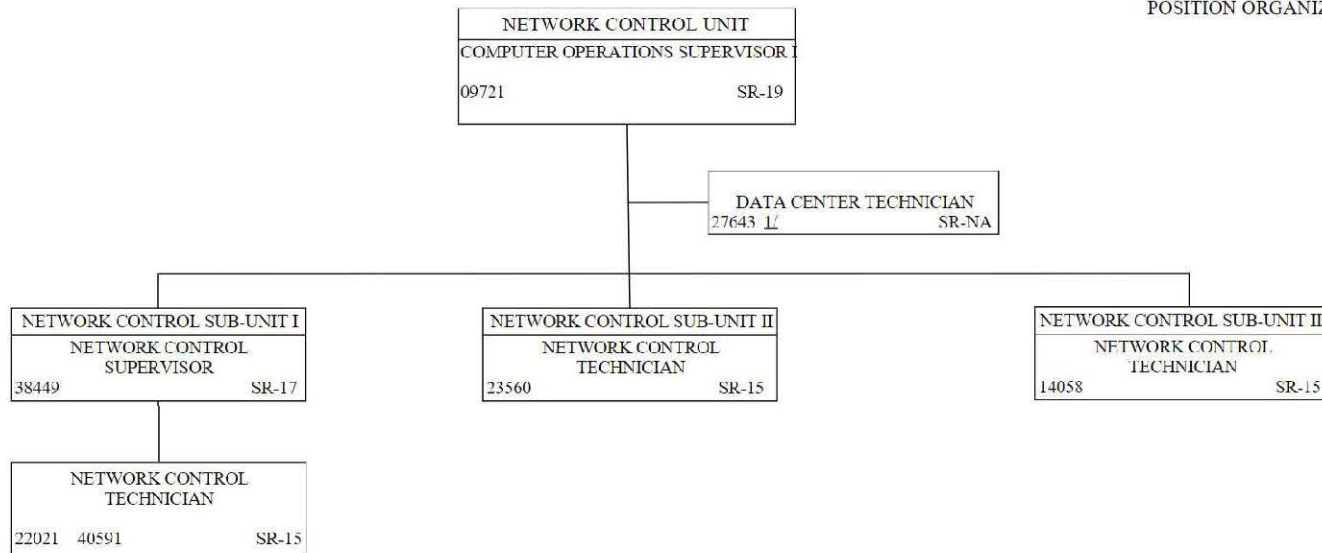 POSITION ORGANIZ
NETWORK CONTROL UNIT
COMPUTER OPERATIONS SUPERVISOR I
09721 SR-19
DATA CENTER TECHNICIAN
27643 1/ SR-NA
NETWORK CONTROL SUB-UNIT I
NETWORK CONTROL
SUPERVISOR
38449 SR-17
NETWORK CONTROL SUB-UNIT II
NETWORK CONTROL
TECHNICIAN
23560 SR-15
NETWORK CONTROL SUB-UNIT II
NETWORK CONTROL
TECHNICIAN
14058 SR-15
NETWORK CONTROL
TECHNICIAN
22021 40591 SR-15